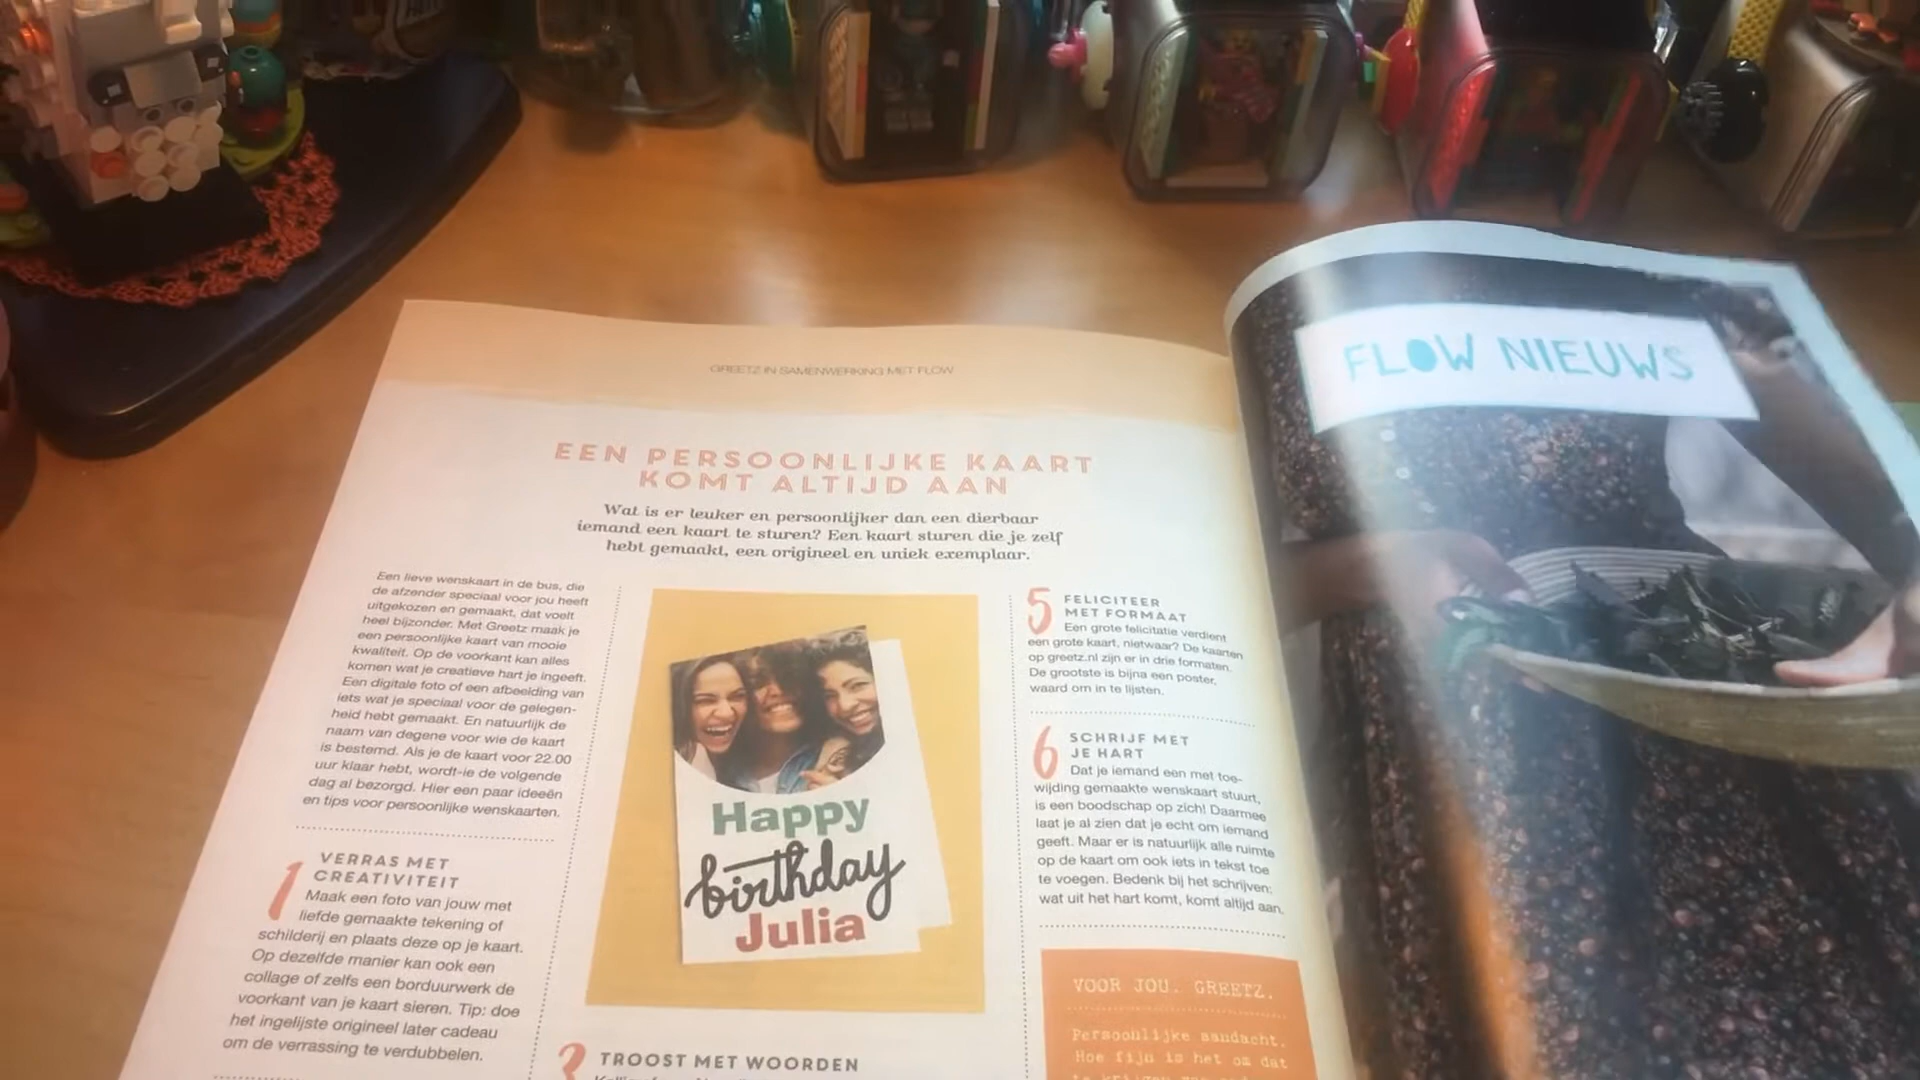 GREETZ IN SAMENWERKING MET FLOW
EEN PERSOONLIJKE KAART
KOMT ALTIJD AAN
Wat is er leuker en persoonlijker dan een dierbaar
iemand een kaart te sturen? Een kaart sturen die je zelf
hebt gemaakt, een origineel en uniek exemplaar.
Een lieve wenskaart in de bus, die
de afzender speciaal voor jou heeft
uitgekozen en gemaakt, dat voelt
heel bijzonder. Met Greetz maak je
een persoonlijke kaart van mooie
kwaliteit. Op de voorkant kan alles
komen wat je creatieve hart je ingeeft.
Een digitale foto of een afbeelding van
iets wat je speciaal voor de gelegen-
heid hebt gemaakt. En natuurlijk de
naam van degene voor wie de kaart
is bestemd. Als je de kaart voor 22.00
uur klaar hebt, wordt-ie de volgende
dag al bezorgd. Hier een paar ideeën
en tips voor persoonlijke wenskaarten.
1 VERRAS MET
CREATIVITEIT
Maak een foto van jouw met
liefde gemaakte tekening of
schilderij en plaats deze op je kaart.
Op dezelfde manier kan ook een
collage of zelfs een borduurwerk de
voorkant van je kaart sieren. Tip: doe
het ingelijste origineel later cadeau
om de verrassing te verdubbelen.
Happy
birthday
Julia
TROOST MET WOORDEN
5 FELICITEER
MET FORMAAT
Een grote felicitatie verdient
een grote kaart, nietwaar? De kaarten
op greetz.nl zijn er in drie formaten.
De grootste is bijna een poster,
waard om in te lijsten.
6 SCHRIJF MET
JE HART
Dat je iemand een met toe-
wijding gemaakte wenskaart stuurt,
is een boodschap op zich! Daarmee
laat je al zien dat je echt om iemand
geeft. Maar er is natuurlijk alle ruimte
op de kaart om ook iets in tekst toe
te voegen. Bedenk bij het schrijven:
wat uit het hart komt, komt altijd aan.
VOOR JOU. GREETZ.
Persoonlijke aandacht.
Hoe fijn is het om dat
FLOW NIEUWS